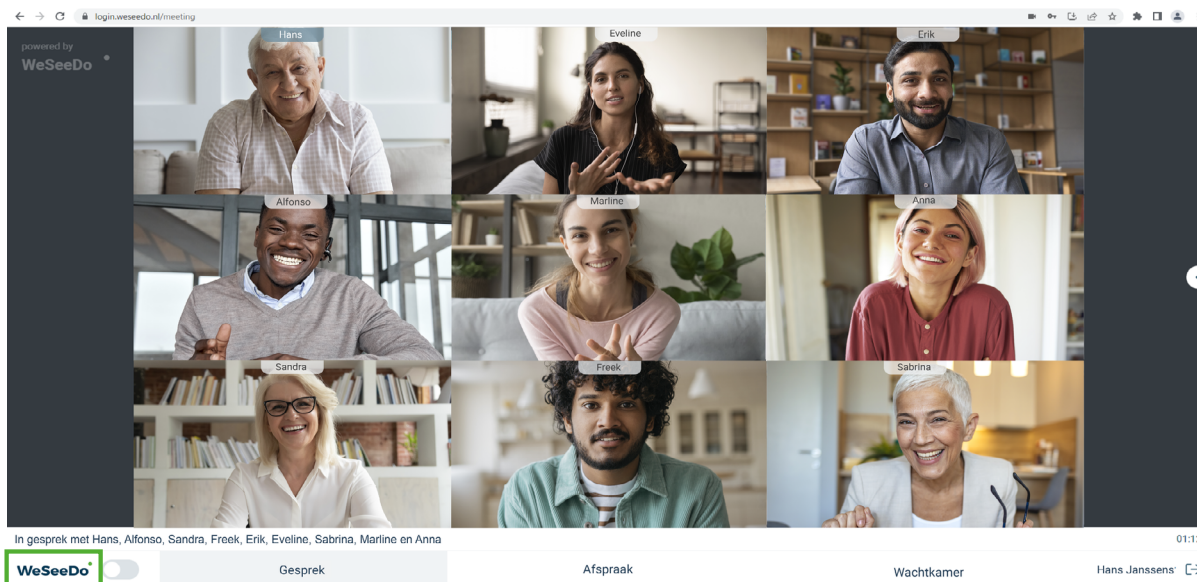 login.weseedo.nl/meeting
powered by
WeSeeDo
Hans
Eveline
Erik
Alfonso
Marline
Anna
Sandra
Freek
Sabrina
In gesprek met Hans, Alfonso, Sandra, Freek, Erik, Eveline, Sabrina, Marline en Anna
WeSeeDo
Gesprek
Afspraak
Wachtkamer
Hans Janssens